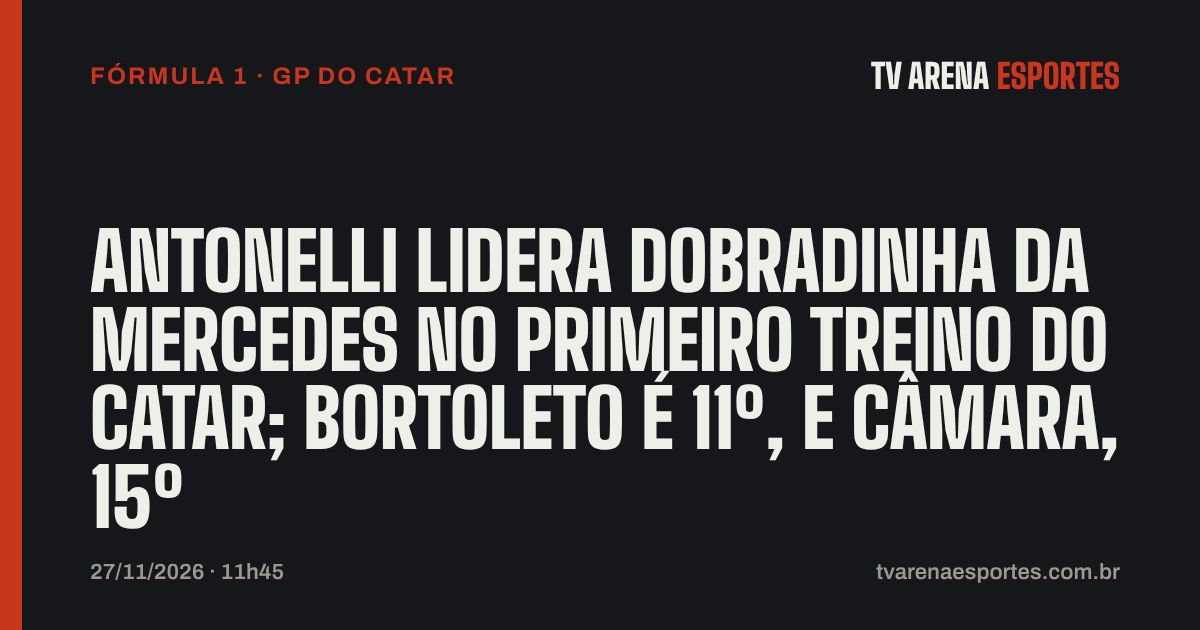 FÓRMULA 1 · GP DO CATAR
TV ARENA ESPORTES
ANTONELLI LIDERA DOBRADINHA DA
MERCEDES NO PRIMEIRO TREINO DO
CATAR; BORTOLETO É 11º, E CÂMARA,
15º
27/11/2026 · 11h45
tvarenaesportes.com.br